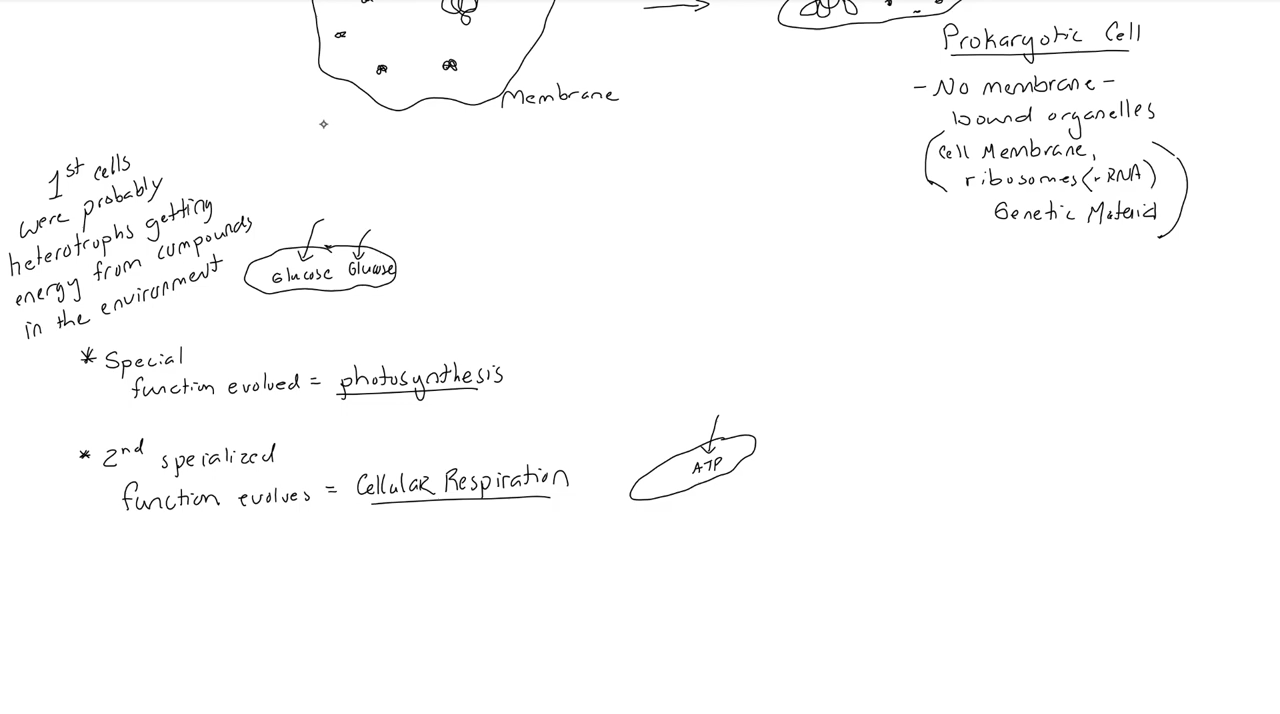 Prokaryotic Cell
- No membrane -
bound organelles
(Cell Membrane,
ribosomes (rRNA)
Genetic Material)
Membrane
1st cells
were probably
heterotrophs getting
energy from compounds
in the environment
Glucose Glucose
* Special
function evolved = photosynthesis
* 2nd specialized
function evolves = Cellular Respiration
ATP